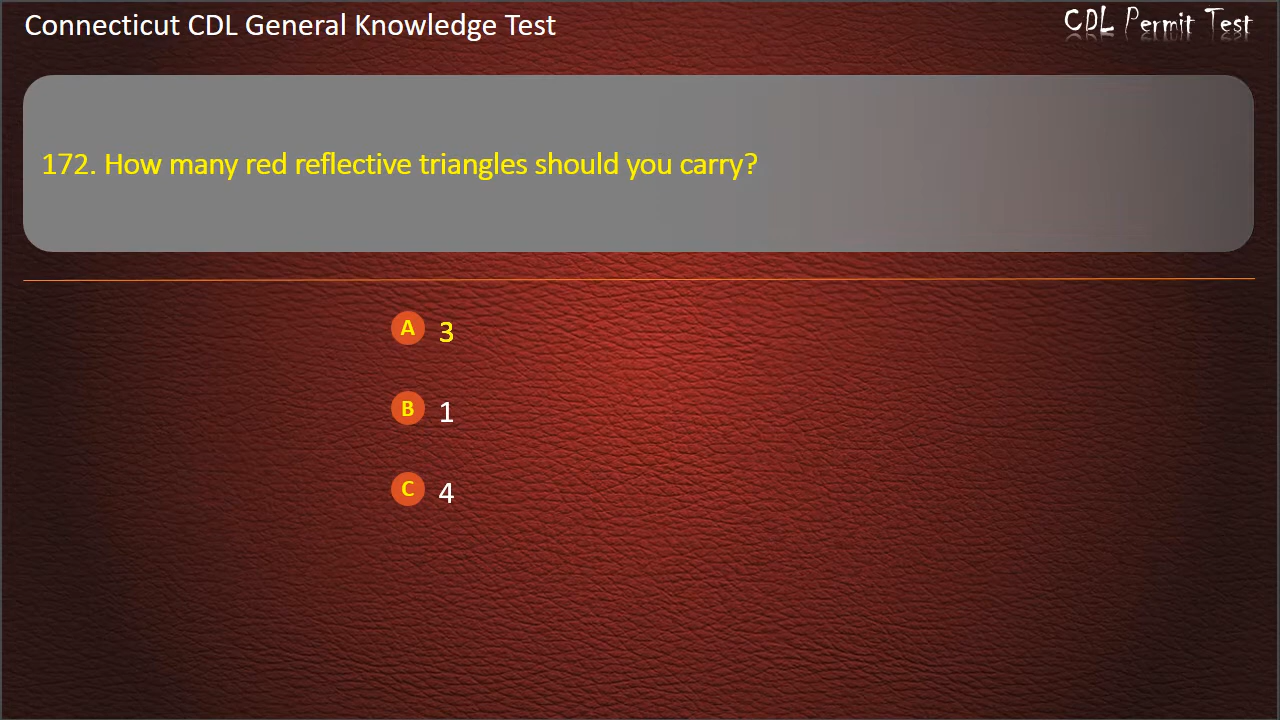 Connecticut CDL General Knowledge Test
CDL Permit Test
172. How many red reflective triangles should you carry?
A 3
B 1
C 4